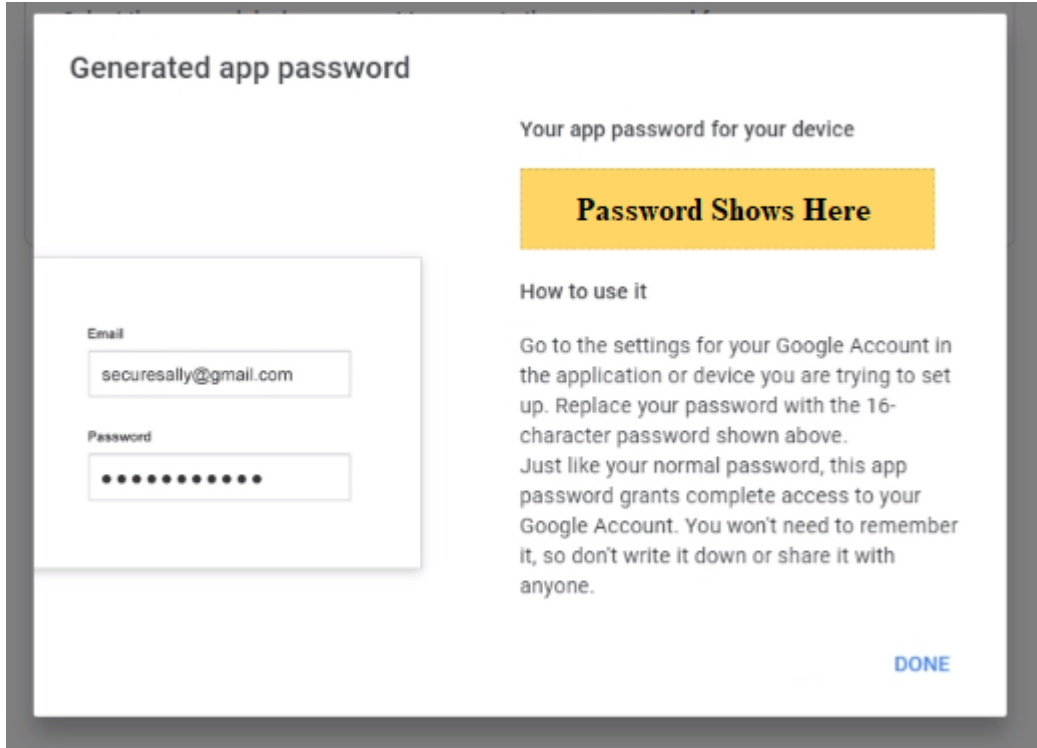 Generated app password
Your app password for your device
Password Shows Here
How to use it
Email
securesally@gmail.com
Password
Go to the settings for your Google Account in
the application or device you are trying to set
up. Replace your password with the 16-
character password shown above.
Just like your normal password, this app
password grants complete access to your
Google Account. You won't need to remember
it, so don't write it down or share it with
anyone.
DONE